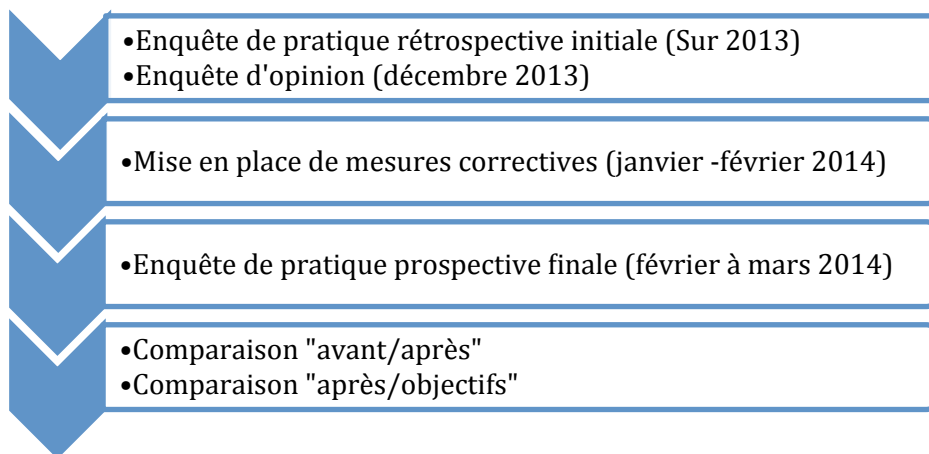 •Enquête de pratique rétrospective initiale (Sur 2013)
•Enquête d'opinion (décembre 2013)
•Mise en place de mesures correctives (janvier -février 2014)
•Enquête de pratique prospective finale (février à mars 2014)
•Comparaison "avant/après"
•Comparaison "après/objectifs"